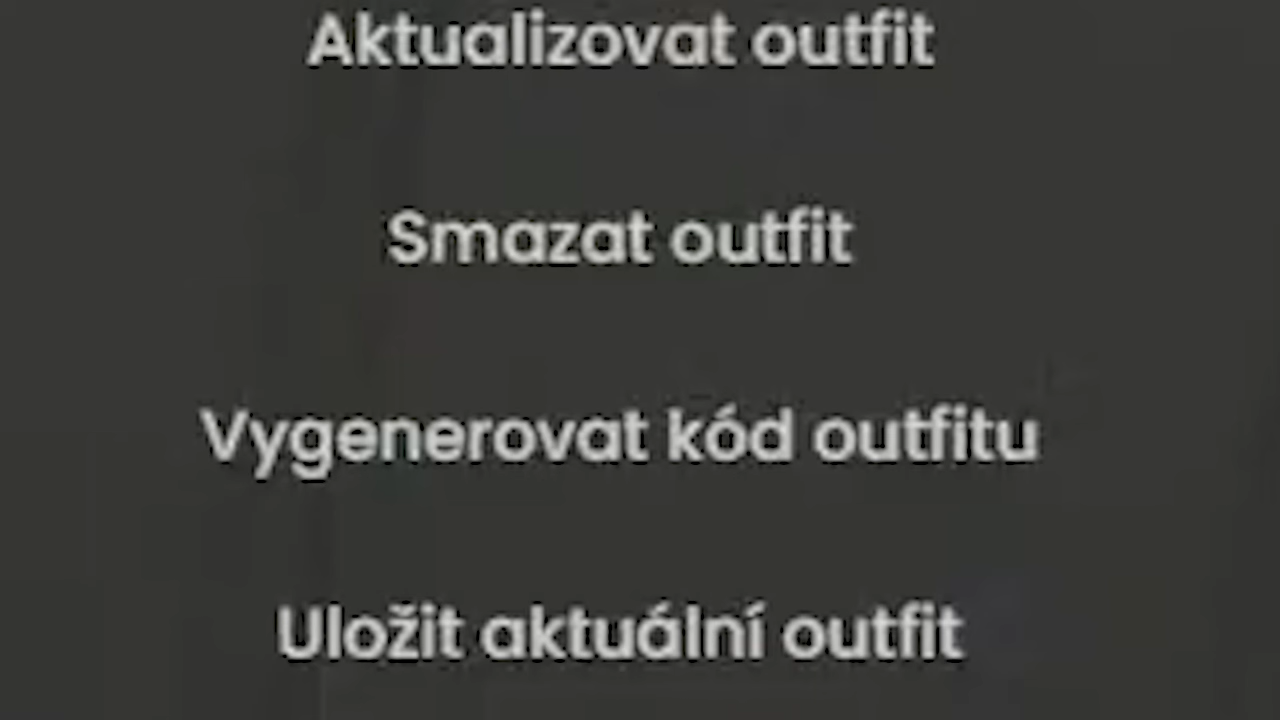 Aktualizovat outfit
Smazat outfit
Vygenerovat kód outfitu
Uložit aktuální outfit